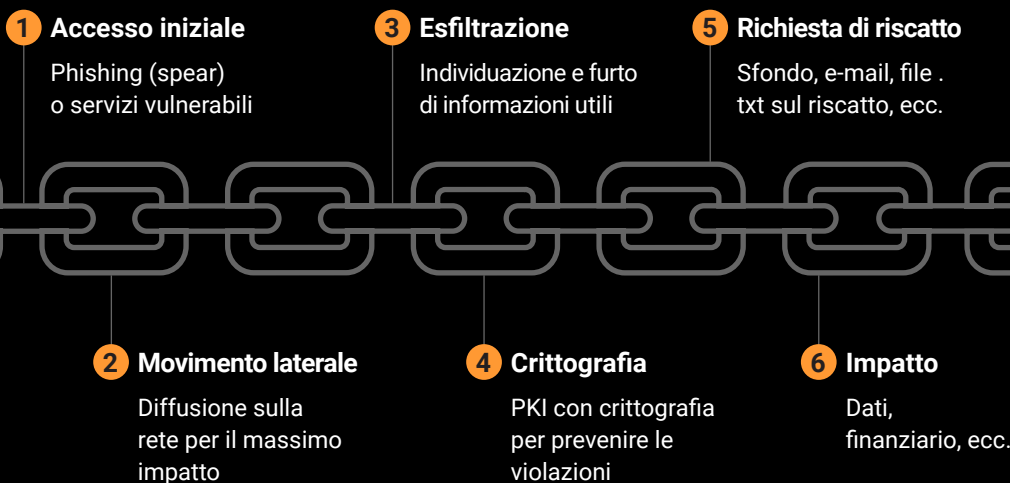 1 Accesso iniziale
Phishing (spear)
o servizi vulnerabili
3 Esfiltrazione
Individuazione e furto
di informazioni utili
5 Richiesta di riscatto
Sfondo, e-mail, file .
txt sul riscatto, ecc.
2 Movimento laterale
Diffusione sulla
rete per il massimo
impatto
4 Crittografia
PKI con crittografia
per prevenire le
violazioni
6 Impatto
Dati,
finanziario, ecc.